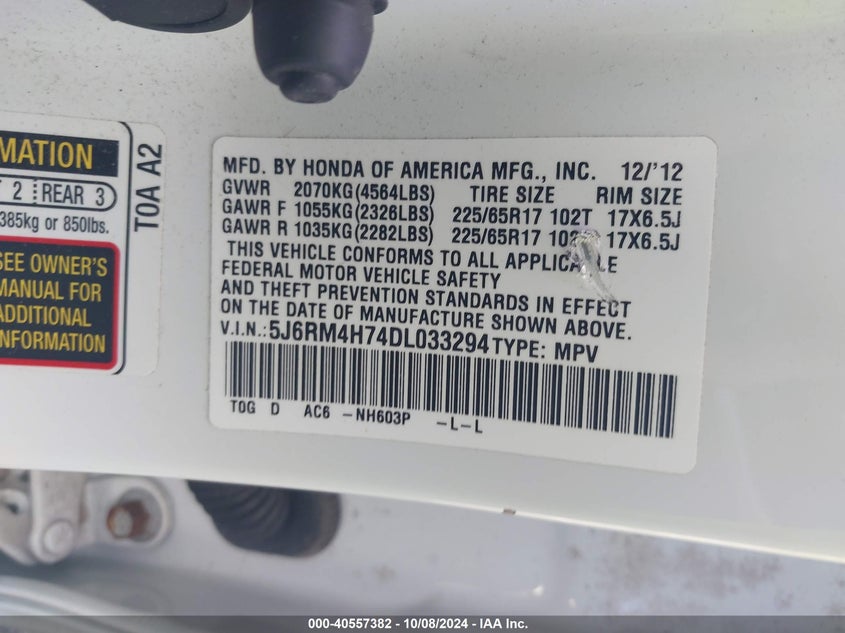 MATION
2 REAR 3
385kg or 850lbs.
SEE OWNER'S
MANUAL FOR
ADDITIONAL
INFORMATION
T0A A2
MFD. BY HONDA OF AMERICA MFG., INC. 12/'12
GVWR 2070KG(4564LBS) TIRE SIZE RIM SIZE
GAWR F 1055KG(2326LBS) 225/65R17 102T 17X6.5J
GAWR R 1035KG(2282LBS) 225/65R17 17X6.5J
THIS VEHICLE CONFORMS TO ALL APPLICABLE
FEDERAL MOTOR VEHICLE SAFETY
AND THEFT PREVENTION STANDARDS IN EFFECT
ON THE DATE OF MANUFACTURE SHOWN ABOVE.
V.I.N.: 5J6RM4H74DL033294 TYPE: MPV
T0G D AC6 -NH603P -L-L
000-40557382 - 10/08/2024 - IAA Inc.